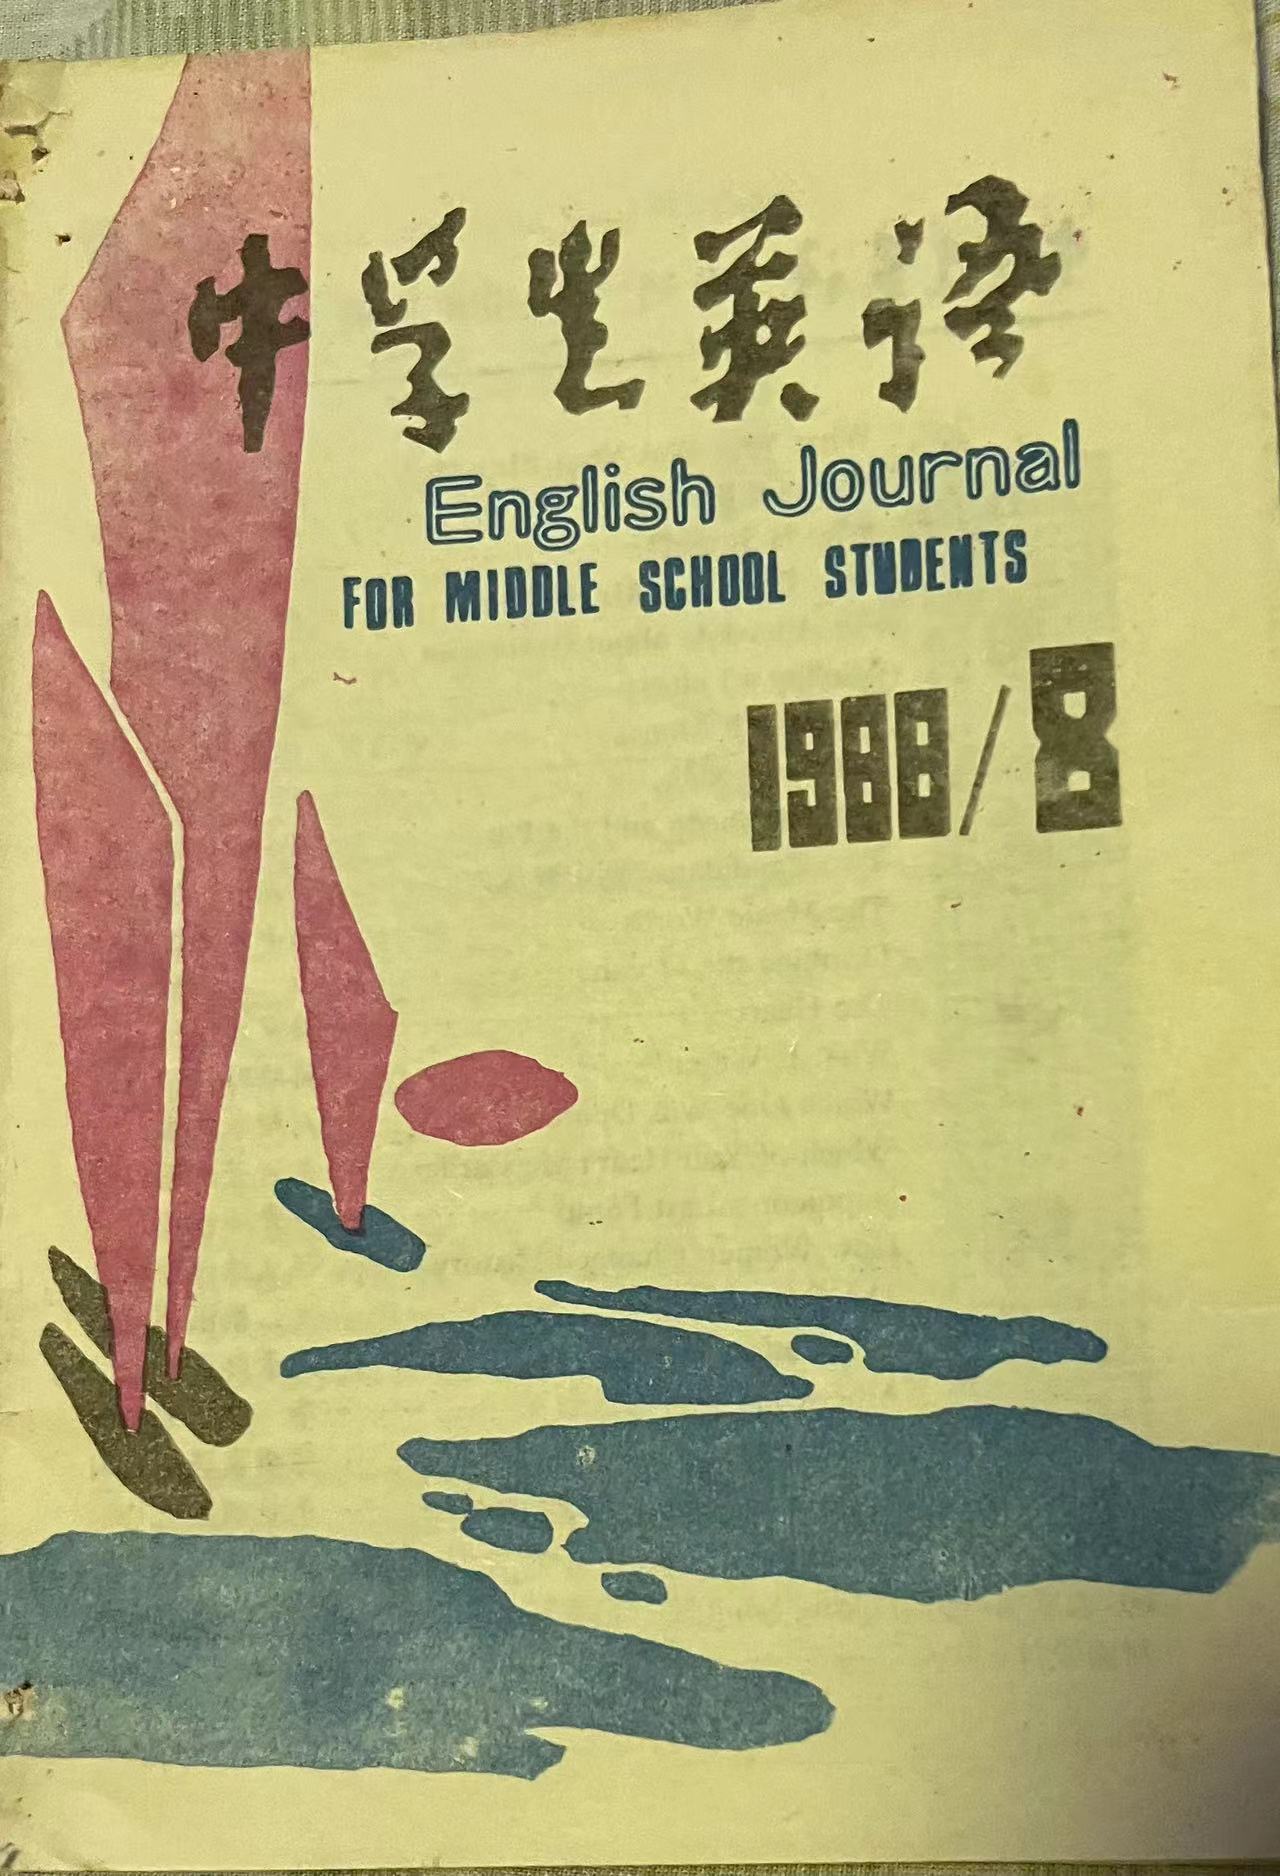 中学生英语
English Journal
FOR MIDDLE SCHOOL STUDENTS
1988/8